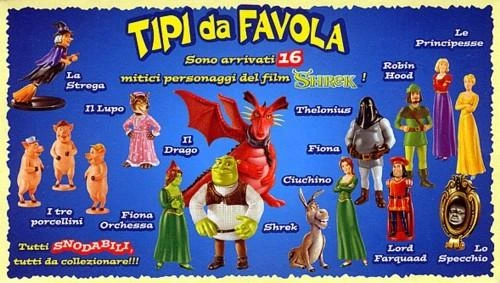 TIPI da FAVOLA
Sono arrivati 16
mitici personaggi del film SHREK !
La
Strega
Il Lupo
Il
Drago
Thelonius
Robin
Hood
Le
Principesse
Fiona
Ciuchino
I tre
porcellini
Fiona
Orchessa
Shrek
Lord
Farquaad
Lo
Specchio
Tutti SNODABILI,
tutti da collezionare!!!